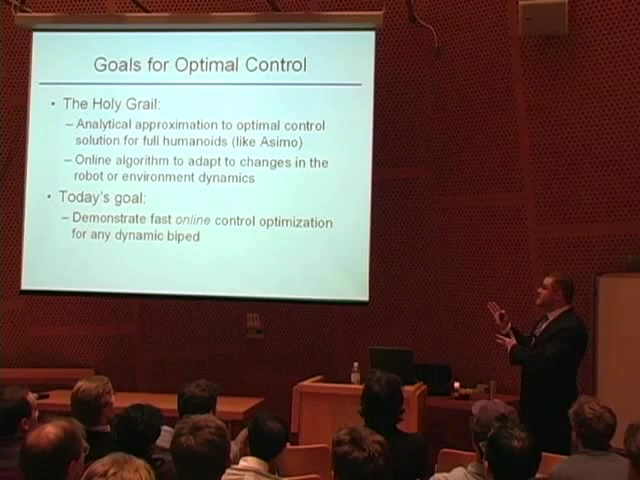 Goals for Optimal Control
• The Holy Grail:
– Analytical approximation to optimal control
solution for full humanoids (like Asimo)
– Online algorithm to adapt to changes in the
robot or environment dynamics
• Today's goal:
– Demonstrate fast online control optimization
for any dynamic biped